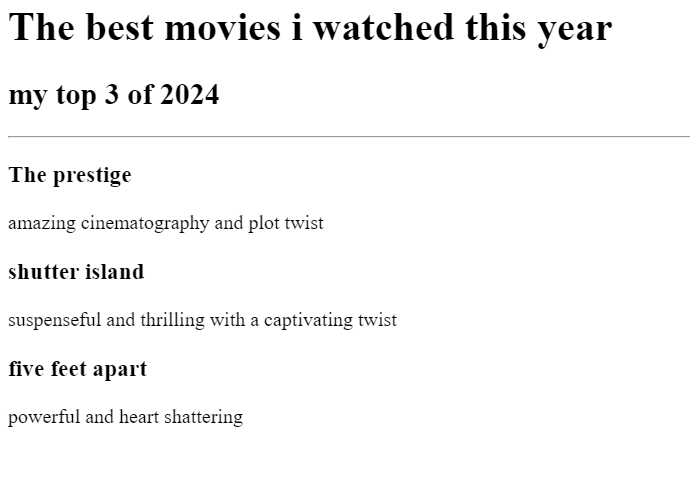 The best movies i watched this year
my top 3 of 2024
The prestige
amazing cinematography and plot twist
shutter island
suspenseful and thrilling with a captivating twist
five feet apart
powerful and heart shattering